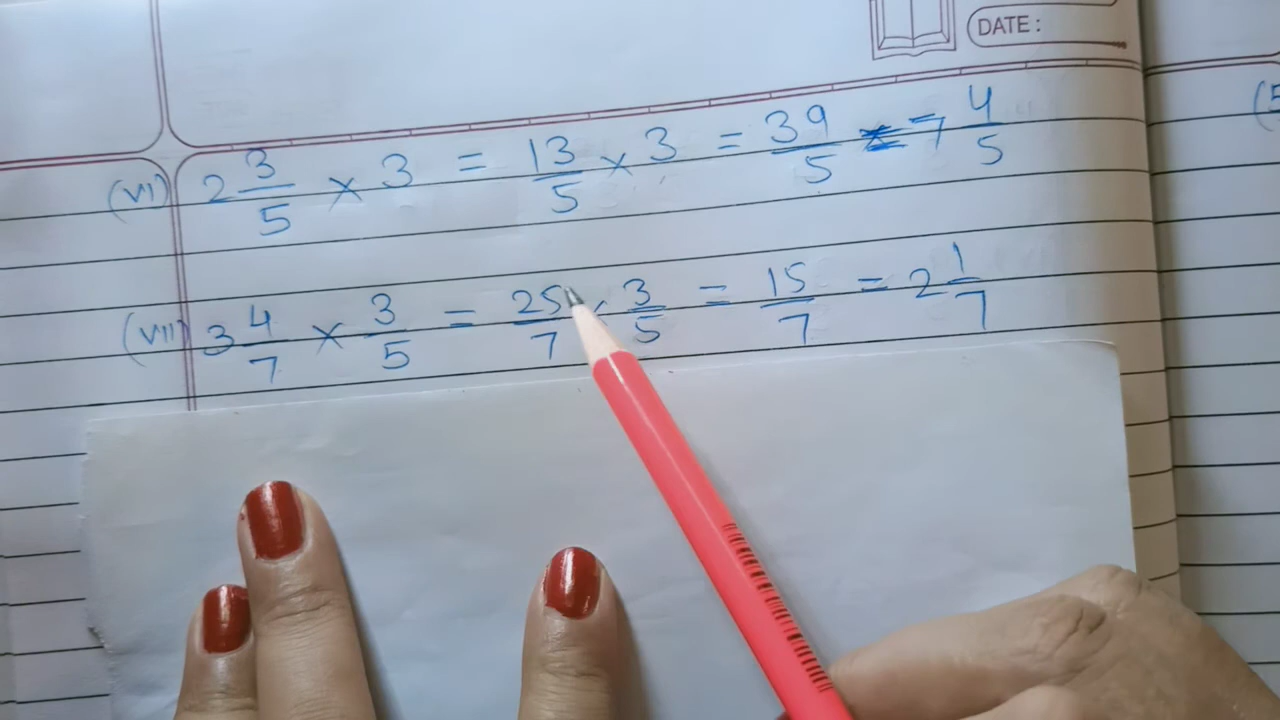 DATE :
(VI) 2 3/5 × 3 = 13/5 × 3 = 39/5 = 7 4/5
(VII) 3 4/7 × 3/5 = 25/7 × 3/5 = 15/7 = 2 1/7